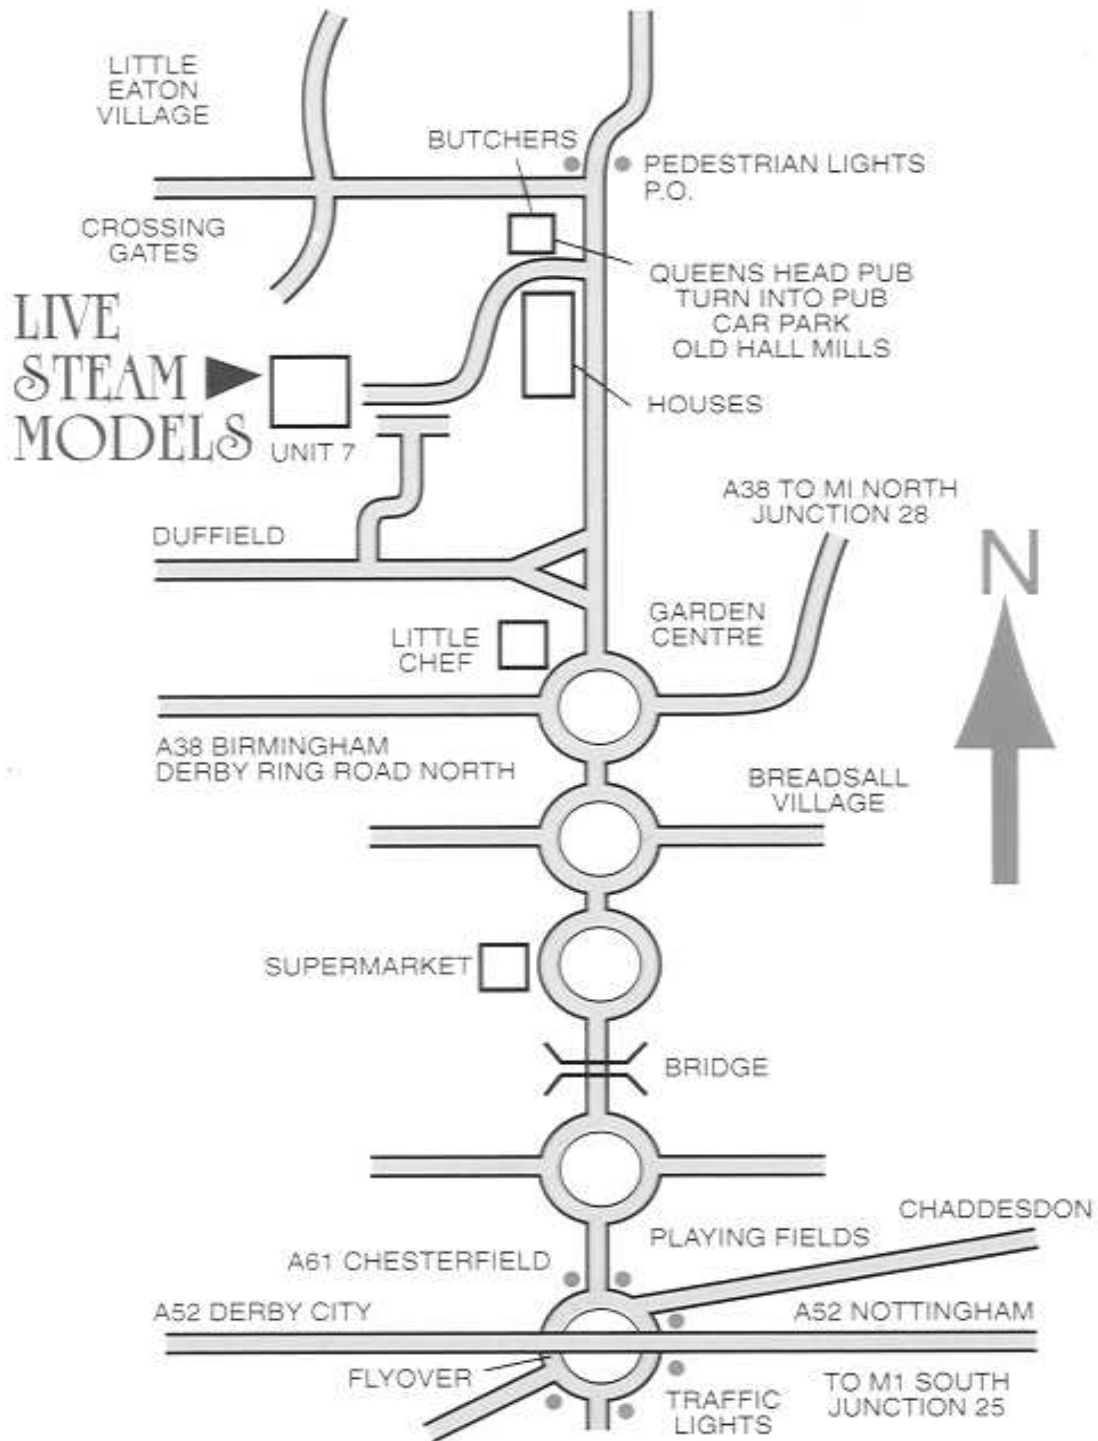 LITTLE
EATON
VILLAGE
BUTCHERS
PEDESTRIAN LIGHTS
P.O.
CROSSING
GATES
QUEENS HEAD PUB
TURN INTO PUB
CAR PARK
OLD HALL MILLS
LIVE
STEAM
MODELS
UNIT 7
HOUSES
A38 TO MI NORTH
JUNCTION 28
DUFFIELD
N
GARDEN
CENTRE
LITTLE
CHEF
A38 BIRMINGHAM
DERBY RING ROAD NORTH
BREADSALL
VILLAGE
SUPERMARKET
BRIDGE
CHADDESDON
PLAYING FIELDS
A61 CHESTERFIELD
A52 DERBY CITY
A52 NOTTINGHAM
FLYOVER
TO M1 SOUTH
JUNCTION 25
TRAFFIC
LIGHTS